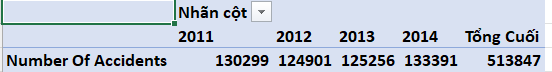 Nhãn cột
2011 2012 2013 2014 Tổng Cuối
Number Of Accidents 130299 124901 125256 133391 513847